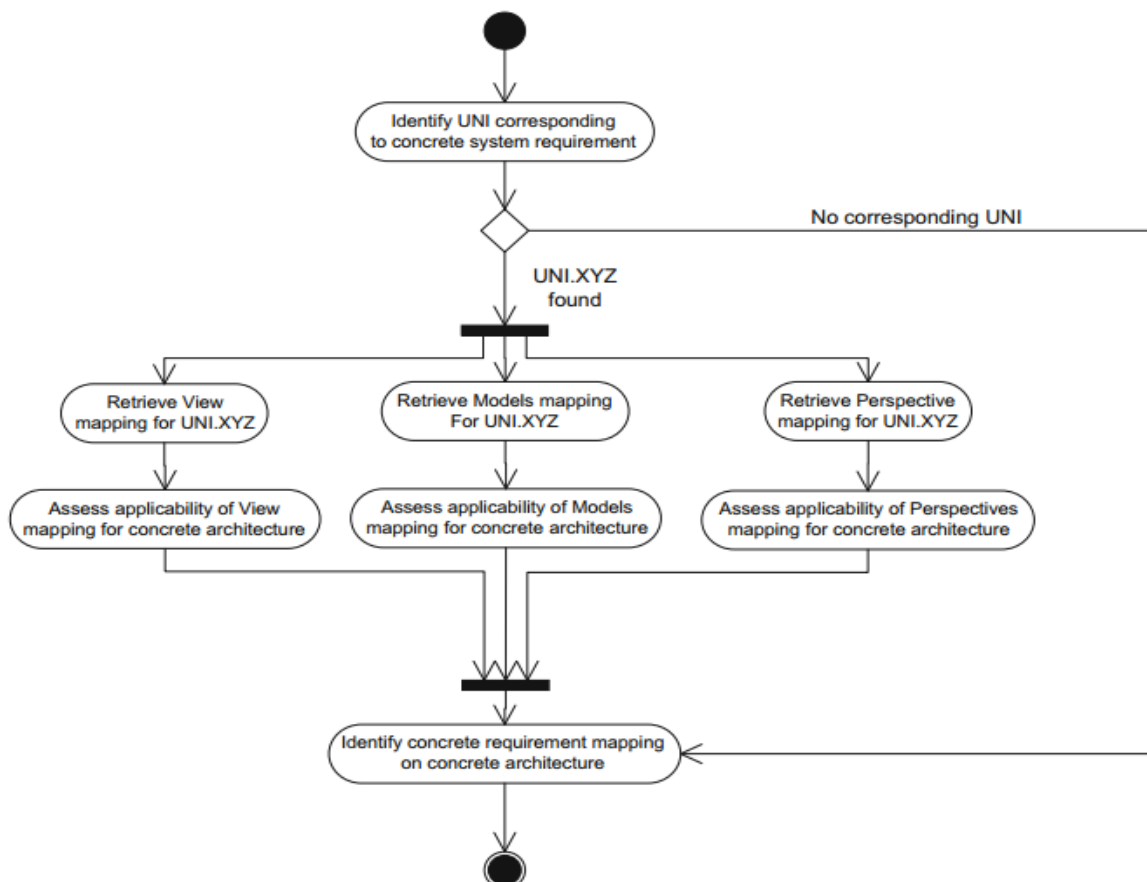 Identify UNI corresponding
to concrete system requirement
No corresponding UNI
UNI.XYZ
found
Retrieve View
mapping for UNI.XYZ
Retrieve Models mapping
For UNI.XYZ
Retrieve Perspective
mapping for UNI.XYZ
Assess applicability of View
mapping for concrete architecture
Assess applicability of Models
mapping for concrete architecture
Assess applicability of Perspectives
mapping for concrete architecture
Identify concrete requirement mapping
on concrete architecture